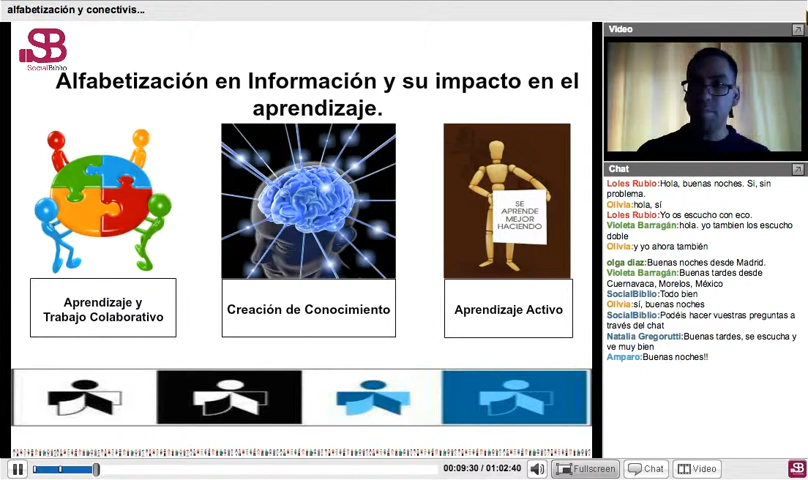 alfabetización y conectivis...
SB
SocialBiblio
Alfabetización en Información y su impacto en el
aprendizaje.
SE
APRENDE
MEJOR
HACIENDO
Aprendizaje y
Trabajo Colaborativo
Creación de Conocimiento
Aprendizaje Activo
Video
Chat
Loles Rubio:Hola, buenas noches. Si, sin
problema.
Olivia:hola, sí
Loles Rubio:Yo os escucho con eco.
Violeta Barragán:hola. yo tambien los escucho
doble
Olivia:y yo ahora también
olga diaz:Buenas noches desde Madrid.
Violeta Barragán:Buenas tardes desde
Cuernavaca, Morelos, México
SocialBiblio:Todo bien
Olivia:sí, buenas noches
SocialBiblio:Podéis hacer vuestras preguntas a
través del chat
Natalia Gregorutti:Buenas tardes, se escucha y
ve muy bien
Amparo:Buenas noches!!
00:09:30 / 01:02:40
Fullscreen
Chat
Video
SB